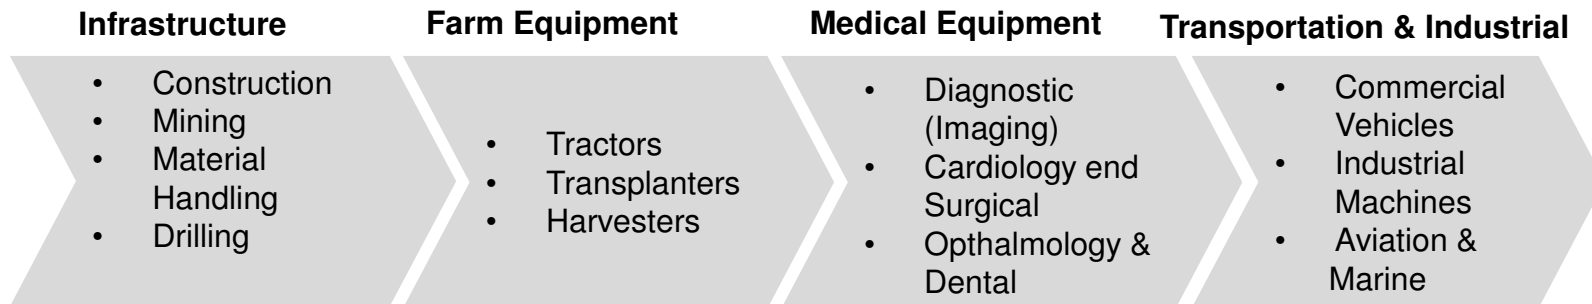 Infrastructure
• Construction
• Mining
• Material
Handling
• Drilling
Farm Equipment
• Tractors
• Transplanters
• Harvesters
Medical Equipment
• Diagnostic
(Imaging)
• Cardiology end
Surgical
• Opthalmology &
Dental
Transportation & Industrial
• Commercial
Vehicles
• Industrial
Machines
• Aviation &
Marine